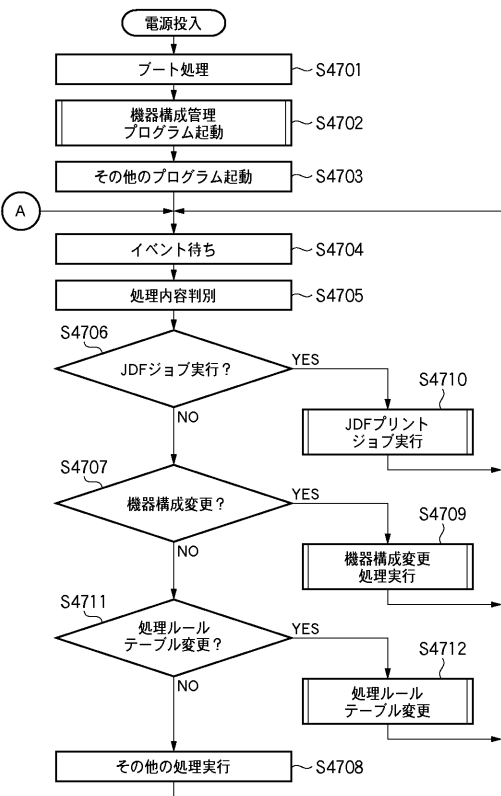 電源投入
ブート処理
S4701
機器構成管理
プログラム起動
S4702
その他のプログラム起動
S4703
A
イベント待ち
S4704
処理内容判別
S4705
S4706
JDFジョブ実行？
YES
NO
S4710
JDFプリント
ジョブ実行
S4707
機器構成変更？
YES
NO
S4709
機器構成変更
処理実行
S4711
処理ルール
テーブル変更？
YES
NO
S4712
処理ルール
テーブル変更
その他の処理実行
S4708